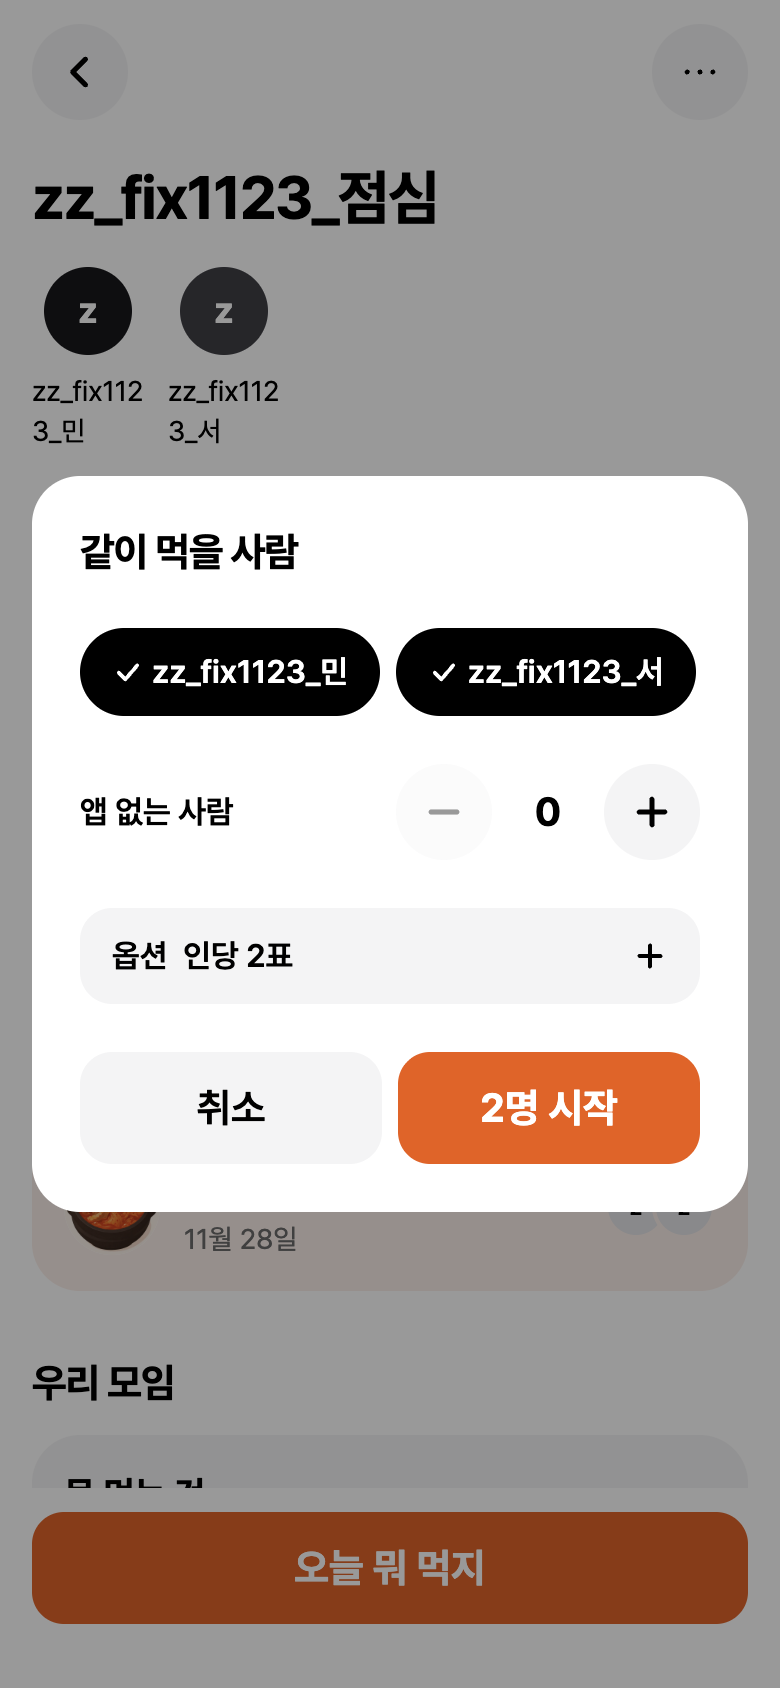 zz_fix1123_점심
z z
zz_fix112
3_민
zz_fix112
3_서
같이 먹을 사람
zz_fix1123_민 zz_fix1123_서
앱 없는 사람 0
옵션 인당 2표
취소 2명 시작
11월 28일
우리 모임
오늘 뭐 먹지